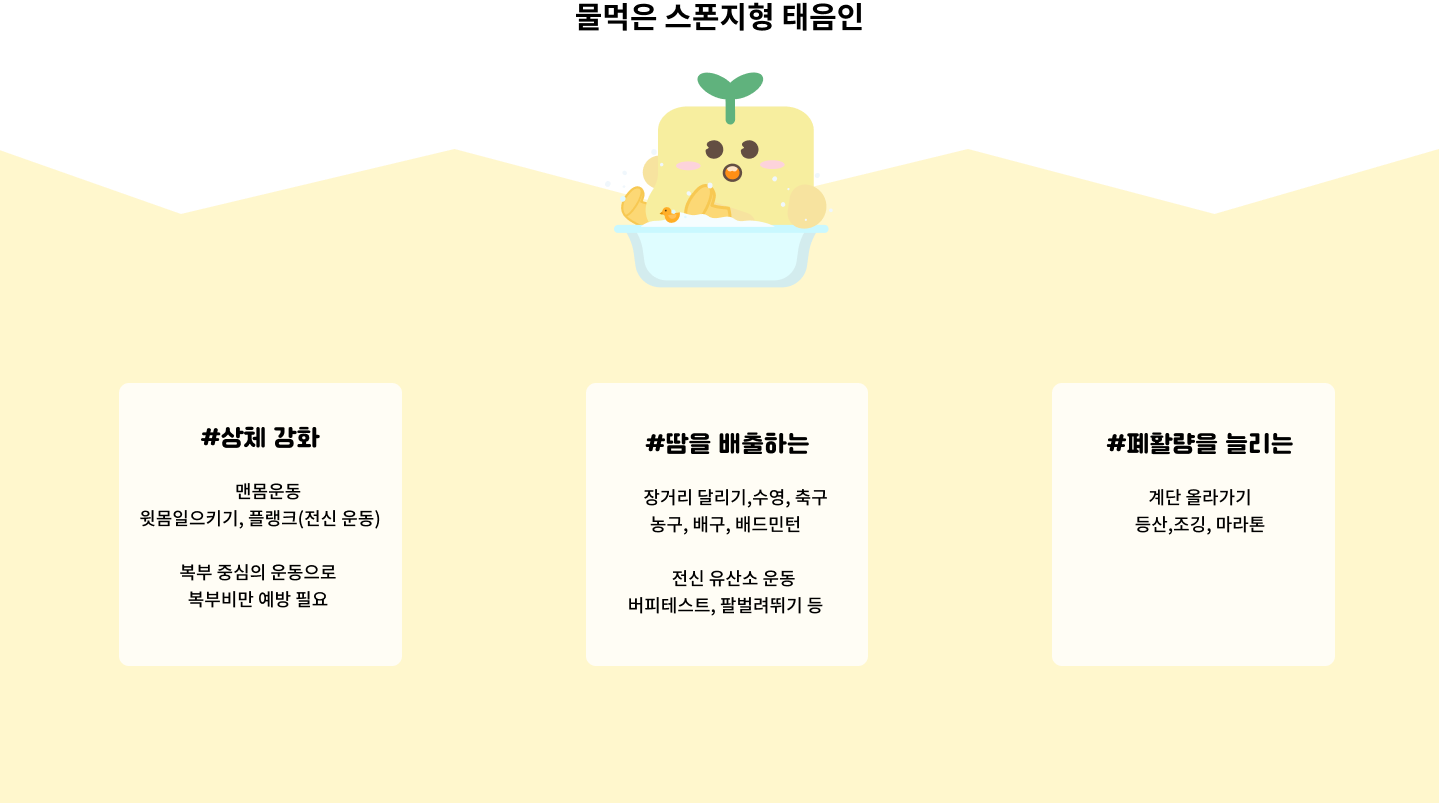 물먹은 스폰지형 태음인
#상체 강화
맨몸운동
윗몸일으키기, 플랭크(전신 운동)
복부 중심의 운동으로
복부비만 예방 필요
#땀을 배출하는
장거리 달리기,수영, 축구
농구, 배구, 배드민턴
전신 유산소 운동
버피테스트, 팔벌려뛰기 등
#폐활량을 늘리는
계단 올라가기
등산,조깅, 마라톤